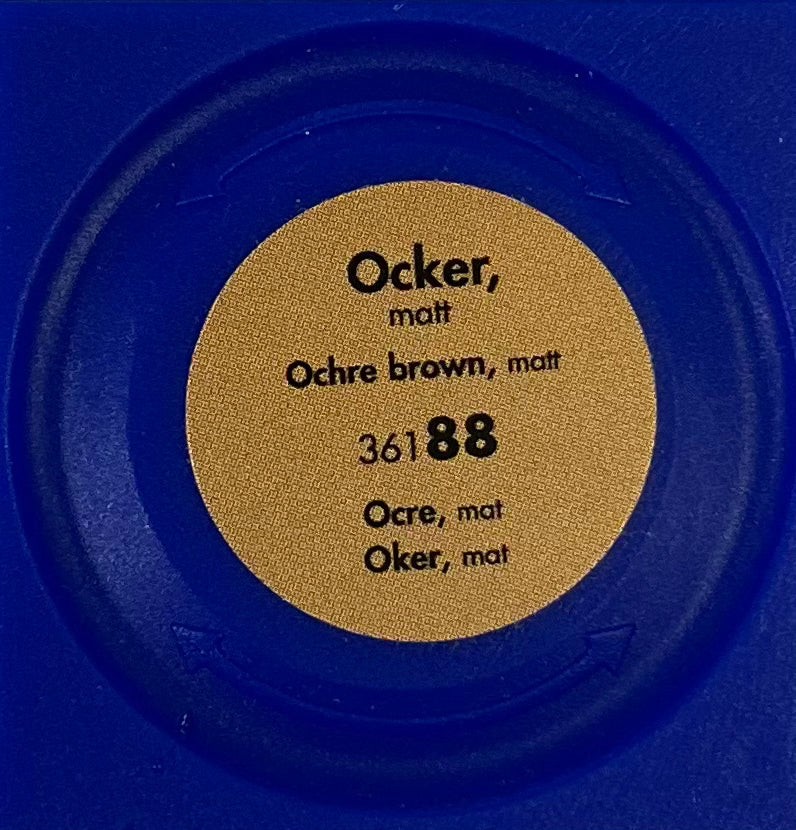 Ocker,
matt
Ochre brown, matt
36188
Ocre, mat
Oker, mat